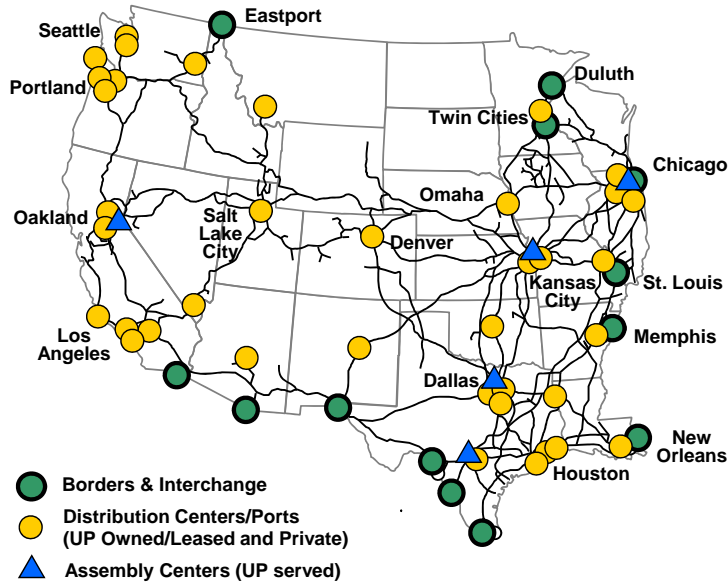 Eastport
Seattle
Duluth
Portland
Twin Cities
Chicago
Omaha
Oakland
Salt
Lake
City
Denver
Kansas
City
St. Louis
Los
Angeles
Memphis
Dallas
New
Orleans
Houston
Borders & Interchange
Distribution Centers/Ports
(UP Owned/Leased and Private)
Assembly Centers (UP served)